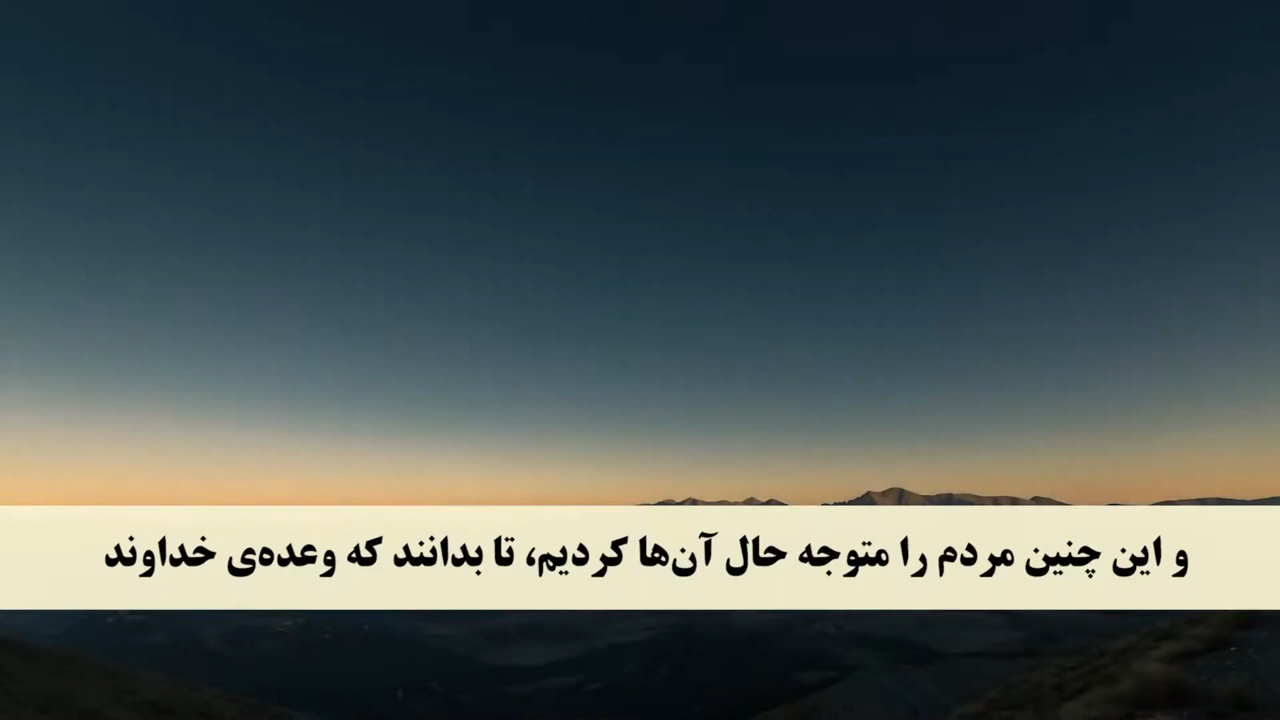 و این چنین مردم را متوجه حال آن‌ها کردیم، تا بدانند که وعده‌ی خداوند